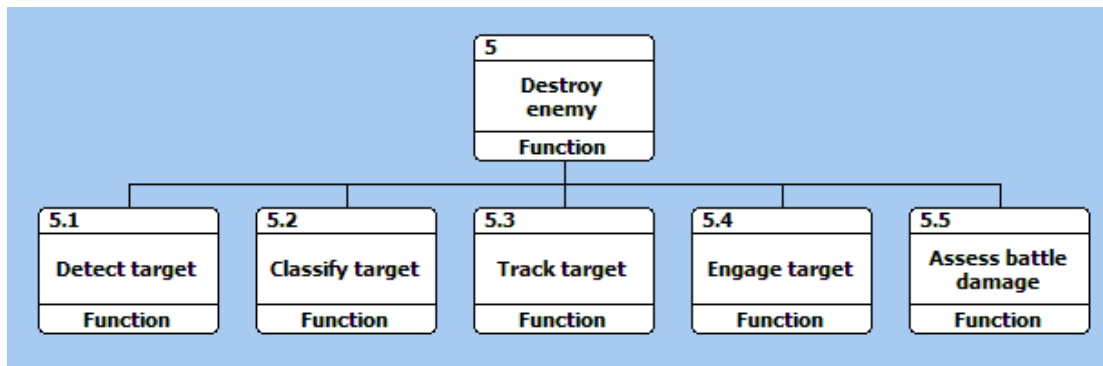 5
Destroy
enemy
Function
5.1
Detect target
Function
5.2
Classify target
Function
5.3
Track target
Function
5.4
Engage target
Function
5.5
Assess battle
damage
Function